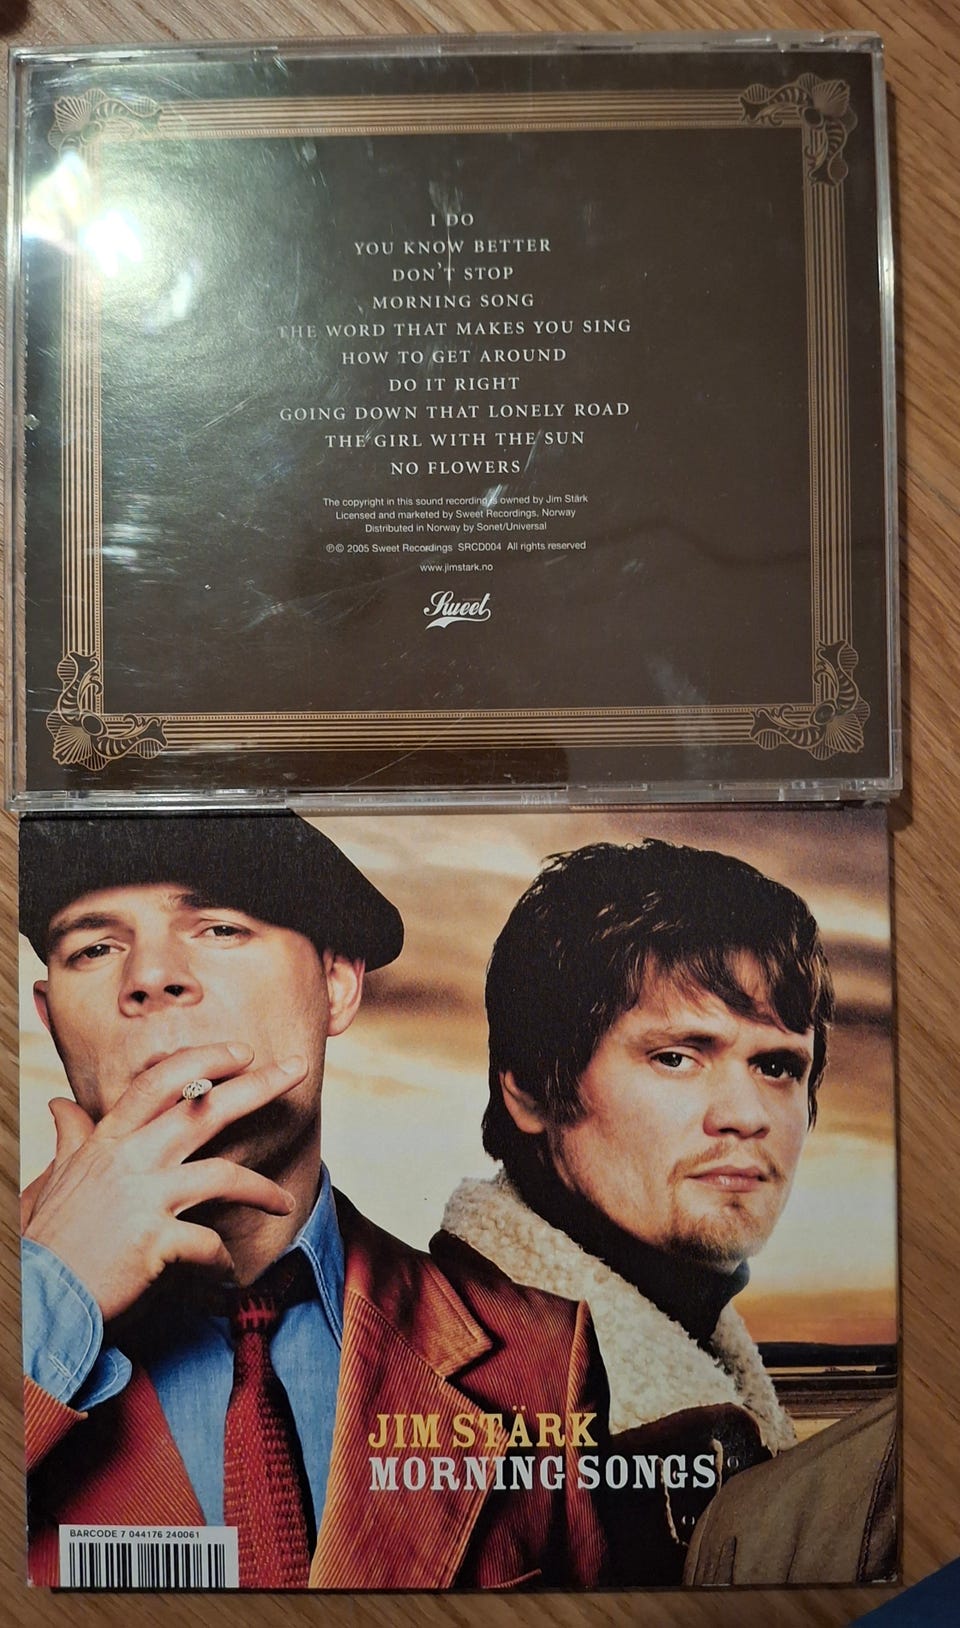 I DO
YOU KNOW BETTER
DON'T STOP
MORNING SONG
THE WORD THAT MAKES YOU SING
HOW TO GET AROUND
DO IT RIGHT
GOING DOWN THAT LONELY ROAD
THE GIRL WITH THE SUN
NO FLOWERS
The copyright in this sound recording is owned by Jim Stärk
Licensed and marketed by Sweet Recordings, Norway
Distributed in Norway by Sonet/Universal
℗© 2005 Sweet Recordings SRCD004 All rights reserved
www.jimstark.no
Sweet
JIM STÄRK
MORNING SONGS
BARCODE 7 044176 240061